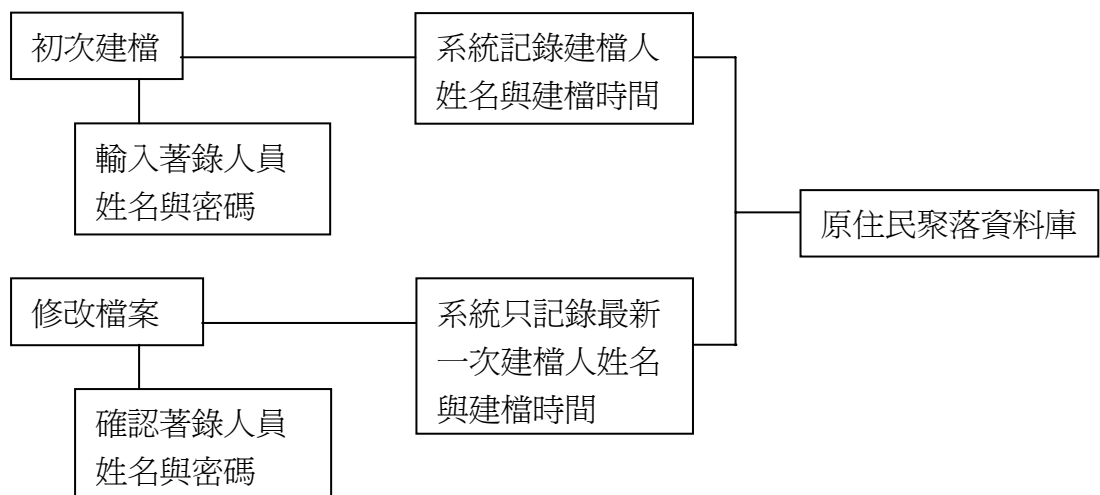 初次建檔
系統記錄建檔人
姓名與建檔時間
輸入著錄人員
姓名與密碼
原住民聚落資料庫
修改檔案
系統只記錄最新
一次建檔人姓名
與建檔時間
確認著錄人員
姓名與密碼